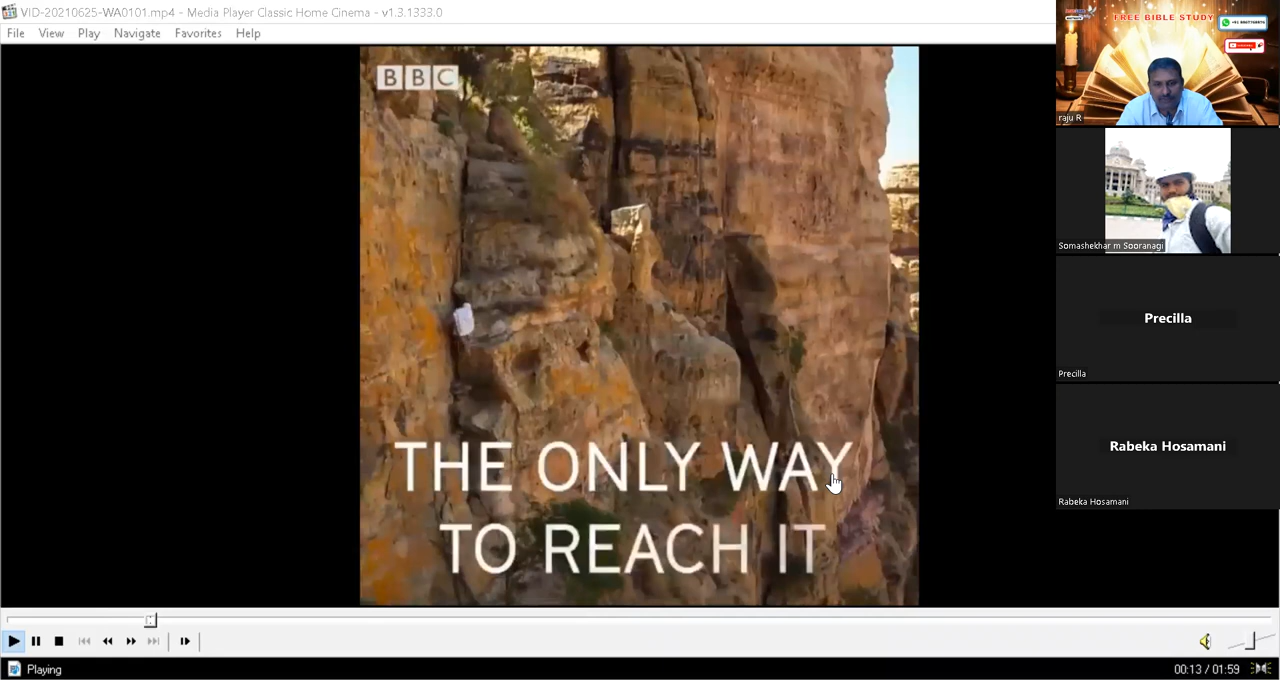 VID-20210625-WA0101.mp4 - Media Player Classic Home Cinema - v1.3.1333.0
File View Play Navigate Favorites Help
BBC
THE ONLY WAY
TO REACH IT
FREE BIBLE STUDY
raju R
Somashekhar m Sooranagi
Precilla
Precilla
Rabeka Hosamani
Rabeka Hosamani
Playing
00:13 / 01:59